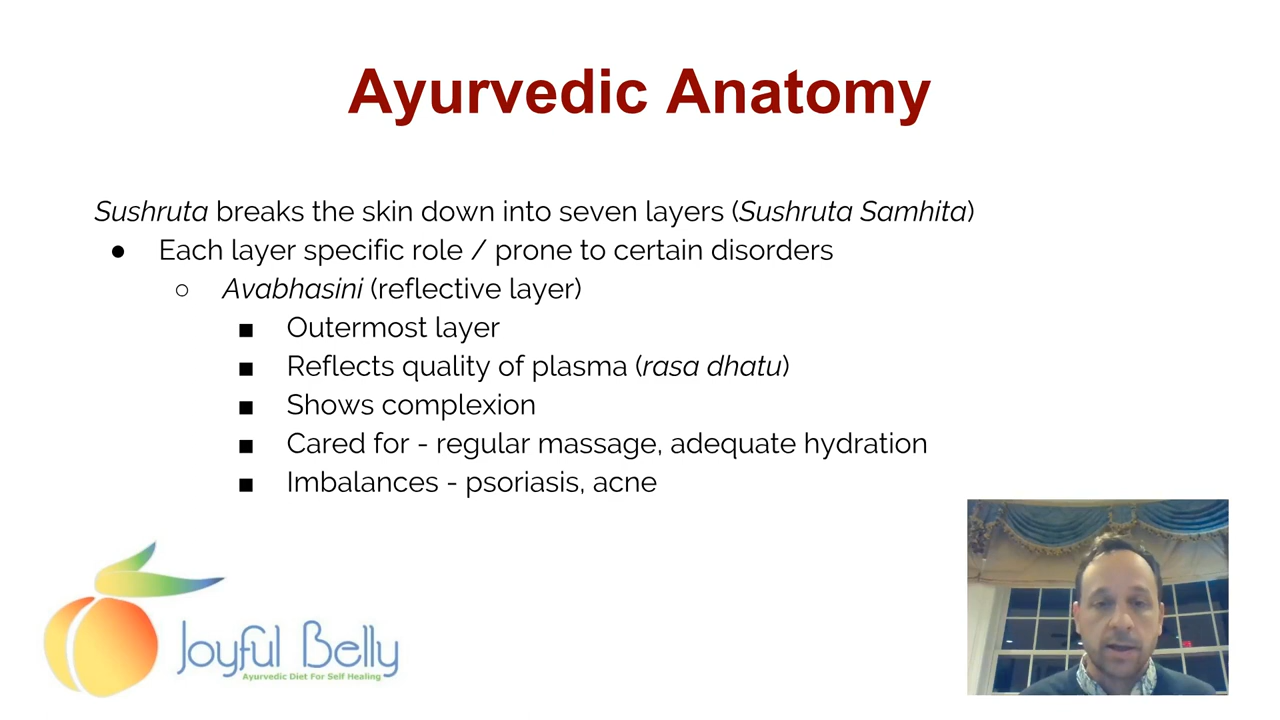 Ayurvedic Anatomy
Sushruta breaks the skin down into seven layers (Sushruta Samhita)
● Each layer specific role / prone to certain disorders
○ Avabhasini (reflective layer)
■ Outermost layer
■ Reflects quality of plasma (rasa dhatu)
■ Shows complexion
■ Cared for - regular massage, adequate hydration
■ Imbalances - psoriasis, acne
Joyful Belly
Ayurvedic Diet For Self Healing